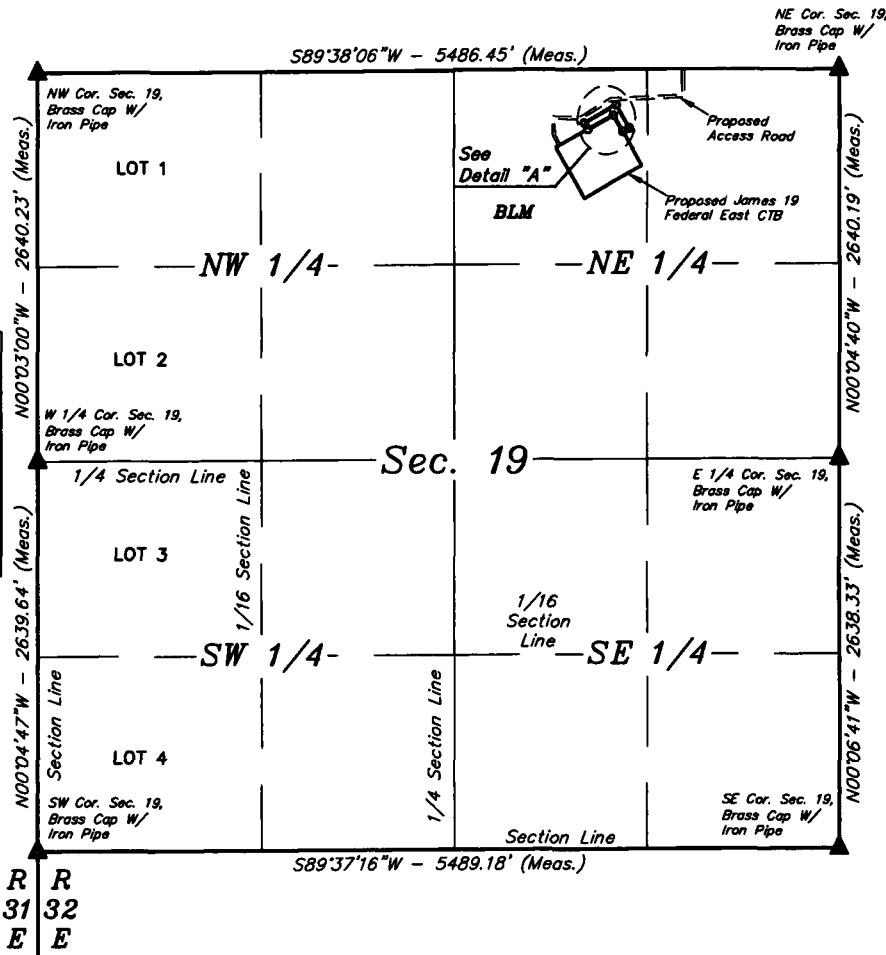 NE Cor. Sec. 19,
Brass Cap W/
Iron Pipe
S89°38'06"W - 5486.45' (Meas.)
NW Cor. Sec. 19,
Brass Cap W/
Iron Pipe
LOT 1
See
Detail "A"
BLM
Proposed
Access Road
Proposed James 19
Federal East CTB
N00°03'00"W - 2640.23' (Meas.)
N00°04'40"W - 2640.19' (Meas.)
NW 1/4
NE 1/4
LOT 2
W 1/4 Cor. Sec. 19,
Brass Cap W/
Iron Pipe
Sec. 19
1/4 Section Line
E 1/4 Cor. Sec. 19,
Brass Cap W/
Iron Pipe
LOT 3
1/16 Section Line
1/16
Section
Line
N00°04'47"W - 2639.64' (Meas.)
N00°06'41"W - 2638.33' (Meas.)
SW 1/4
SE 1/4
Section Line
LOT 4
1/4 Section Line
SW Cor. Sec. 19,
Brass Cap W/
Iron Pipe
SE Cor. Sec. 19,
Brass Cap W/
Iron Pipe
Section Line
S89°37'16"W - 5489.18' (Meas.)
R R
31 32
E E